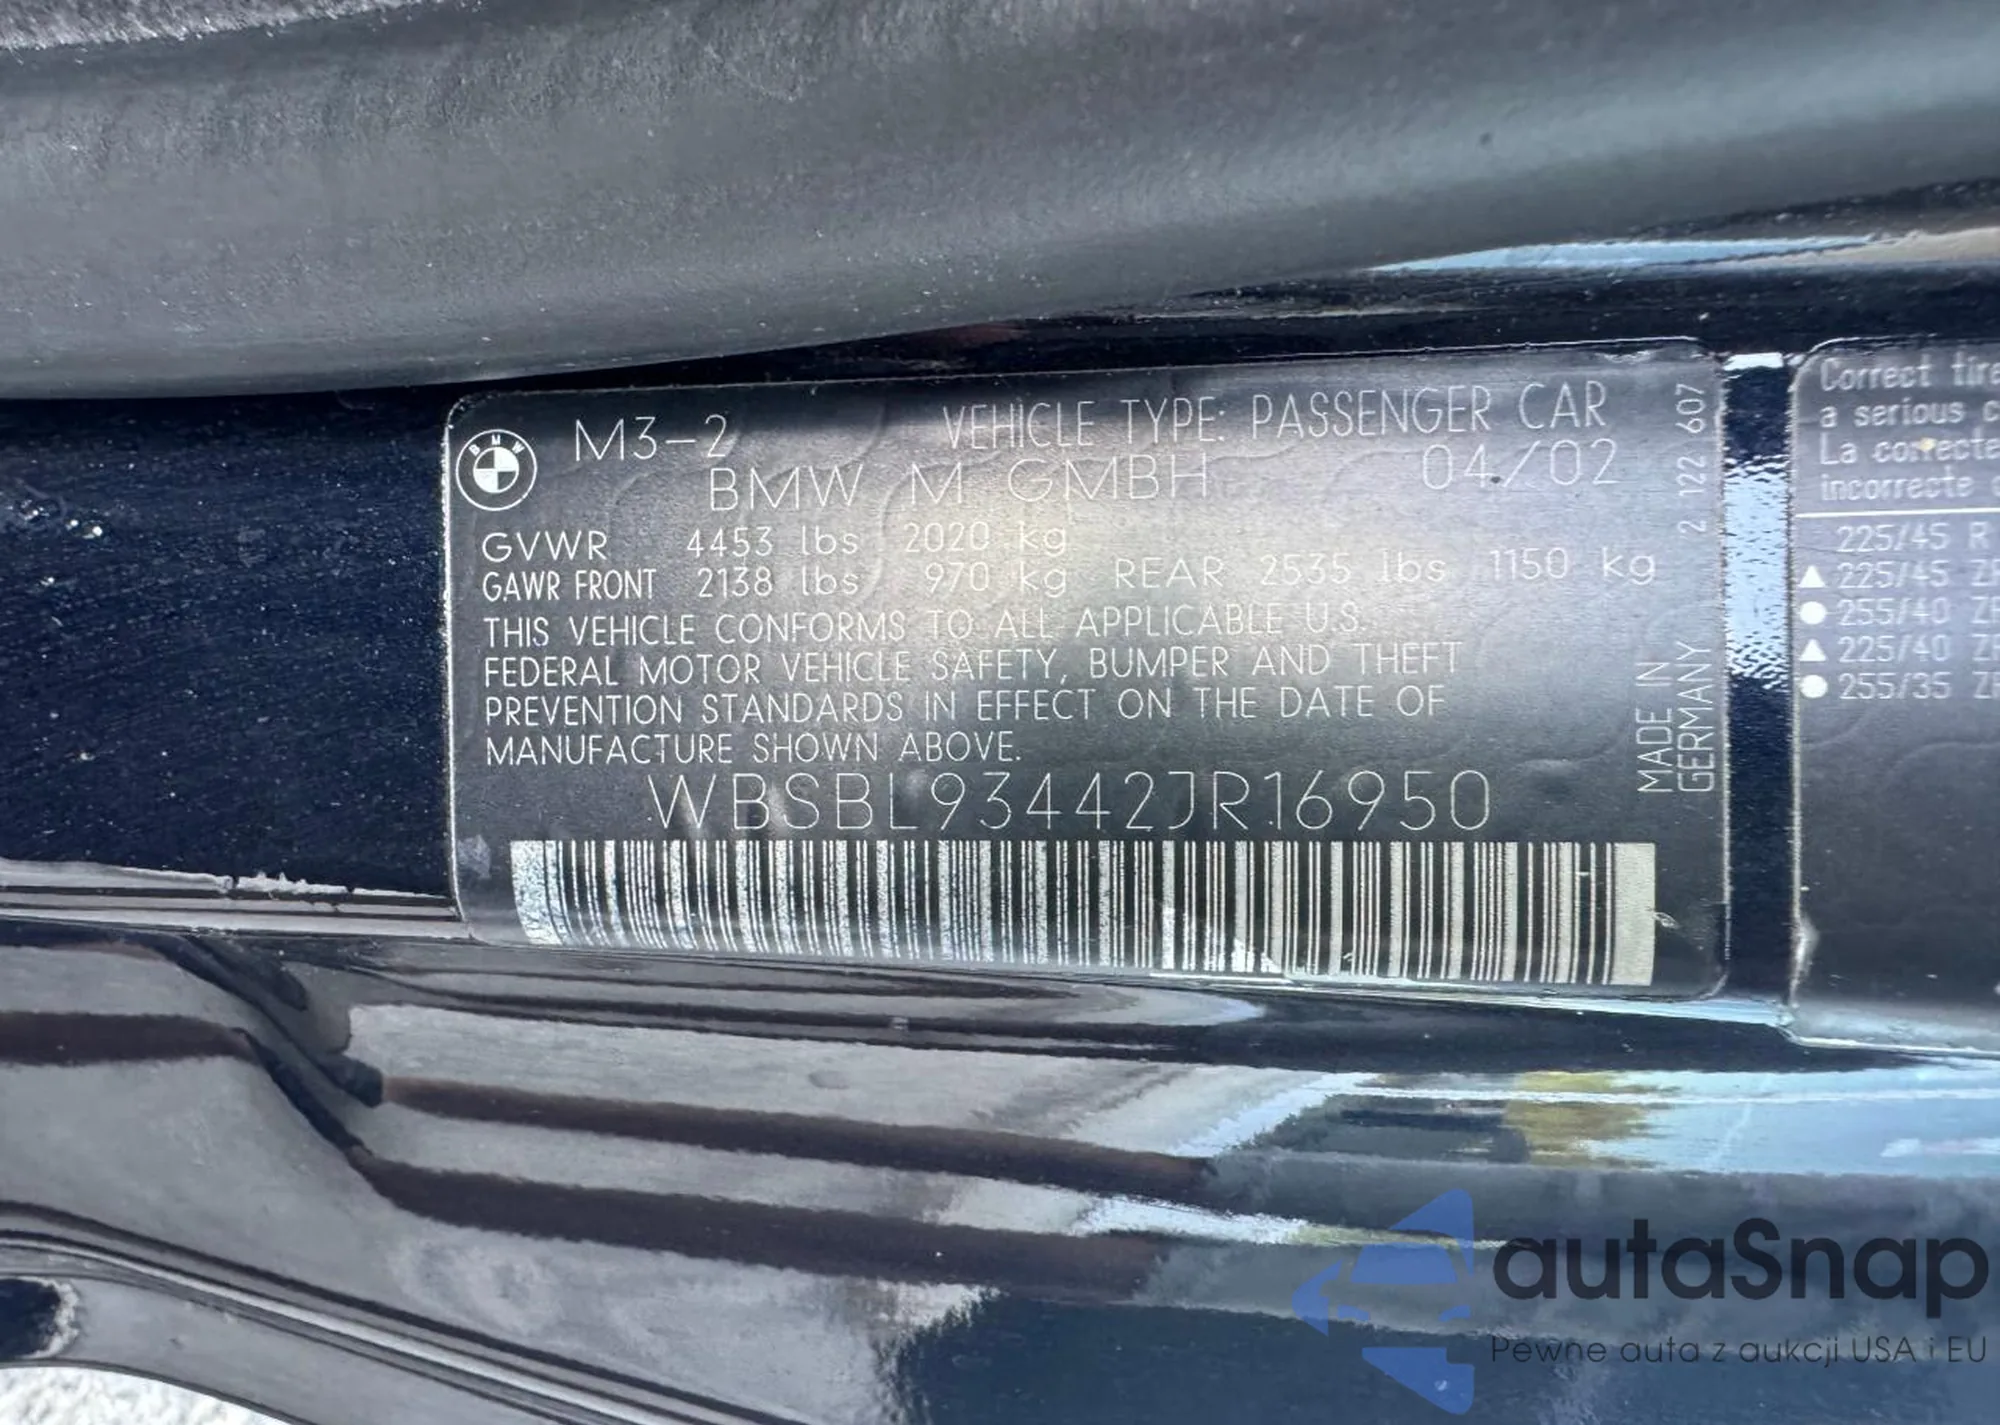 BMW
M3-2 VEHICLE TYPE: PASSENGER CAR
BMW M GMBH 04/02
GVWR 4453 lbs 2020 kg
GAWR FRONT 2138 lbs 970 kg REAR 2535 lbs 1150 kg
THIS VEHICLE CONFORMS TO ALL APPLICABLE U.S.
FEDERAL MOTOR VEHICLE SAFETY, BUMPER AND THEFT
PREVENTION STANDARDS IN EFFECT ON THE DATE OF
MANUFACTURE SHOWN ABOVE.
WBSBL93442JR16950
2 122 607
MADE IN
GERMANY
Correct tire
a serious
La correcte
incorrecte
225/45 R
▲ 225/45
● 255/40
▲ 225/40
● 255/35
autaSnap
Pewne auta z aukcji USA i EU